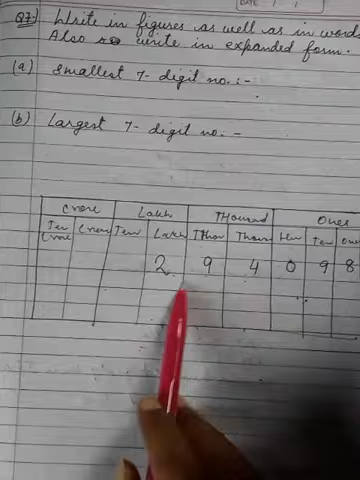 DATE / /
Q7:) Write in figures as well as in words
Also write in expanded form.
(a) Smallest 7-digit no.:-
(b) Largest 7-digit no.-
Crore Lakh Thousand Ones
Ten Crore Crore Ten Lakh Thou Thou Hun Ten One
2 9 4 0 9 8